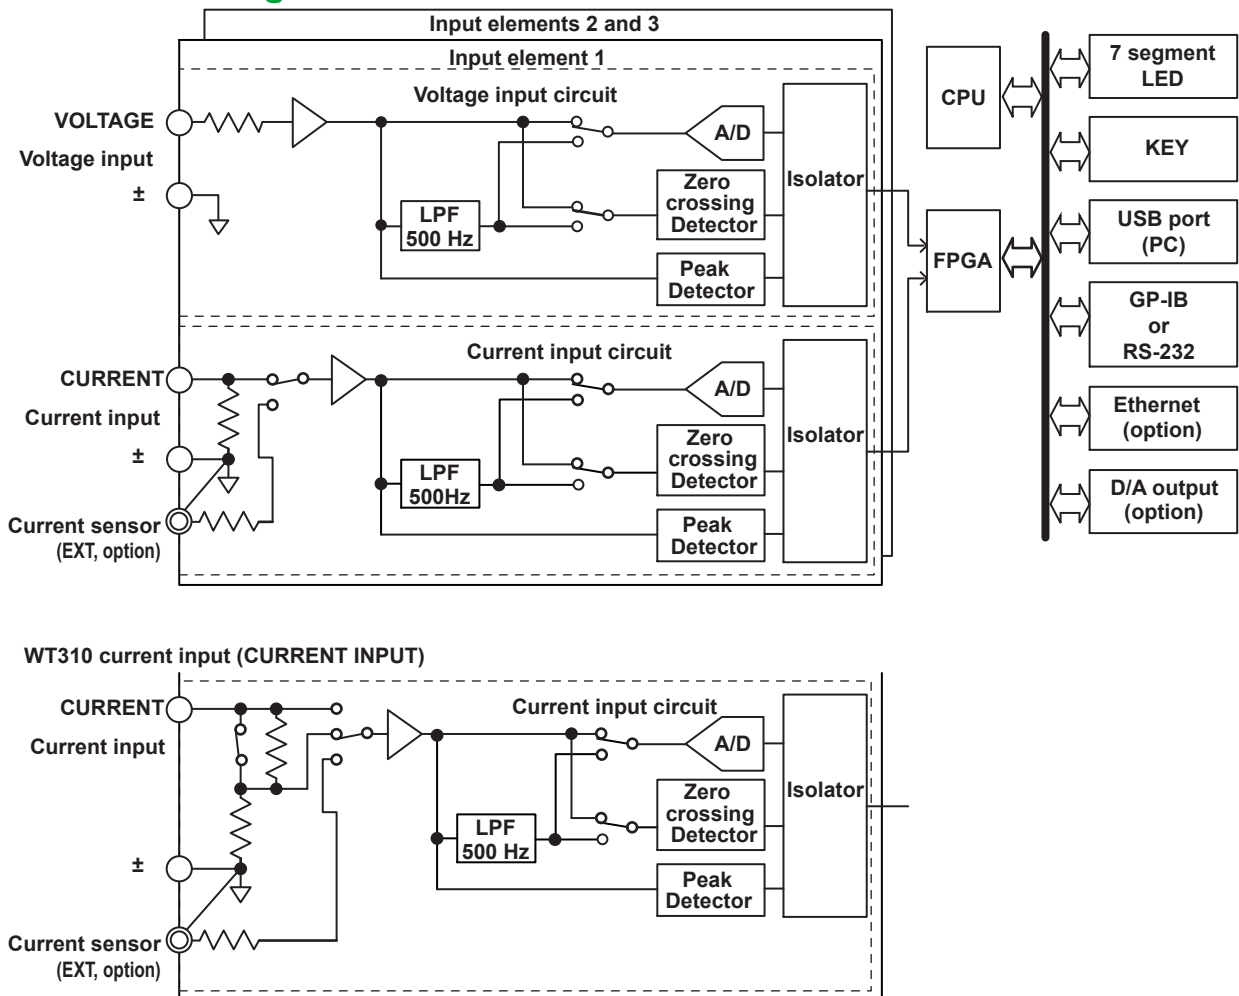 Input elements 2 and 3
Input element 1
Voltage input circuit
VOLTAGE
Voltage input
±
A/D
Zero
crossing
Detector
LPF
500 Hz
Peak
Detector
Isolator
Current input circuit
CURRENT
Current input
±
Current sensor
(EXT, option)
A/D
Zero
crossing
Detector
LPF
500Hz
Peak
Detector
Isolator
CPU
FPGA
7 segment
LED
KEY
USB port
(PC)
GP-IB
or
RS-232
Ethernet
(option)
D/A output
(option)
WT310 current input (CURRENT INPUT)
CURRENT
Current input
±
Current sensor
(EXT, option)
Current input circuit
A/D
Zero
crossing
Detector
LPF
500 Hz
Peak
Detector
Isolator